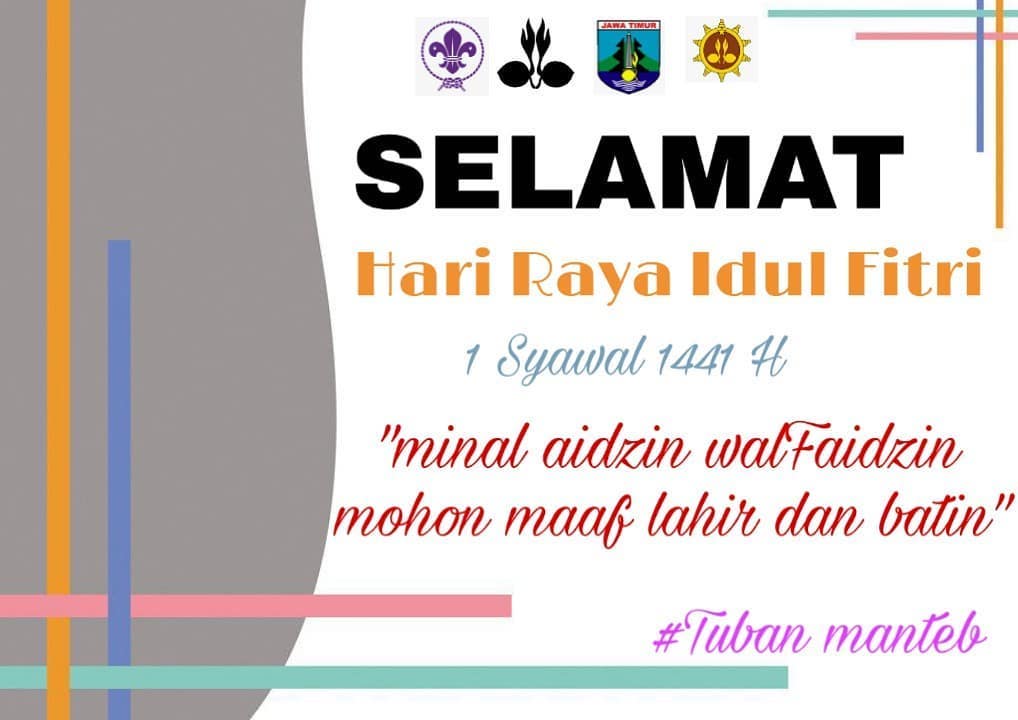 JAWA TIMUR
SELAMAT
Hari Raya Idul Fitri
1 Syawal 1441 H
"minal aidzin walFaidzin
mohon maaf lahir dan batin"
#Tuban manteb